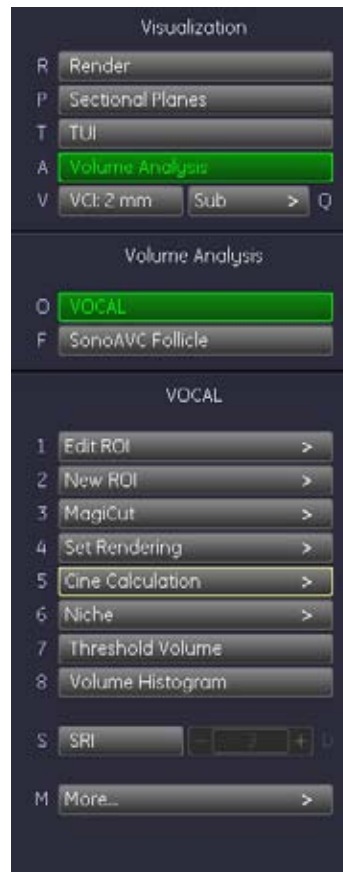 Visualization
R Render
P Sectional Planes
T TUI
A Volume Analysis
V VCI: 2 mm Sub > Q
Volume Analysis
O VOCAL
F SonoAVC Follicle
VOCAL
1 Edit ROI >
2 New ROI >
3 MagiCut >
4 Set Rendering >
5 Cine Calculation >
6 Niche >
7 Threshold Volume
8 Volume Histogram
S SRI - +
M More... >